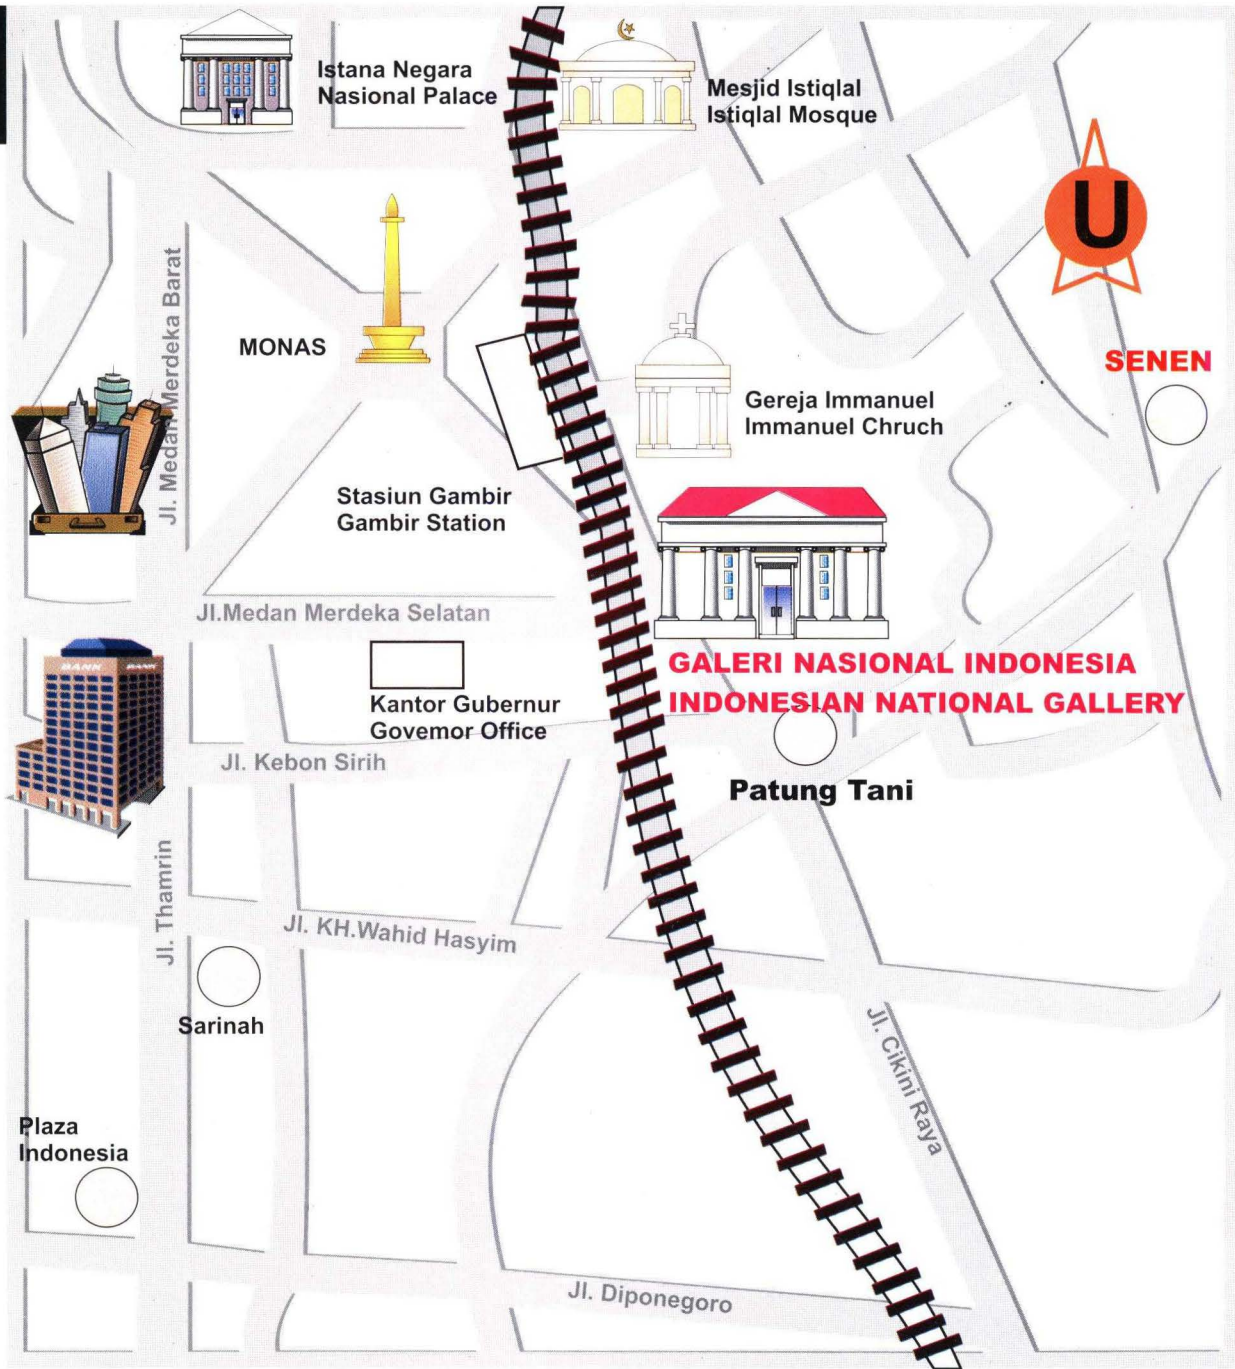 Istana Negara
Nasional Palace
Mesjid Istiqlal
Istiqlal Mosque
U
Jl. Medan Merdeka Barat
MONAS
SENEN
Gereja Immanuel
Immanuel Chruch
Stasiun Gambir
Gambir Station
Jl.Medan Merdeka Selatan
BANK BANK
GALERI NASIONAL INDONESIA
INDONESIAN NATIONAL GALLERY
Kantor Gubernur
Govemor Office
Jl. Kebon Sirih
Patung Tani
Jl. Thamrin
Jl. KH.Wahid Hasyim
Sarinah
Jl. Cikini Raya
Plaza
Indonesia
Jl. Diponegoro